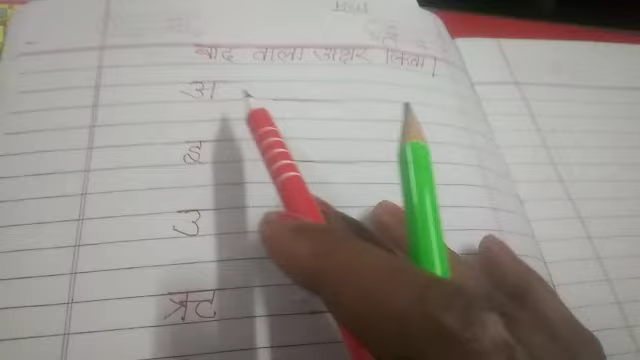 बाद वाला अक्षर लिखो।
अ
इ
उ
ऋ